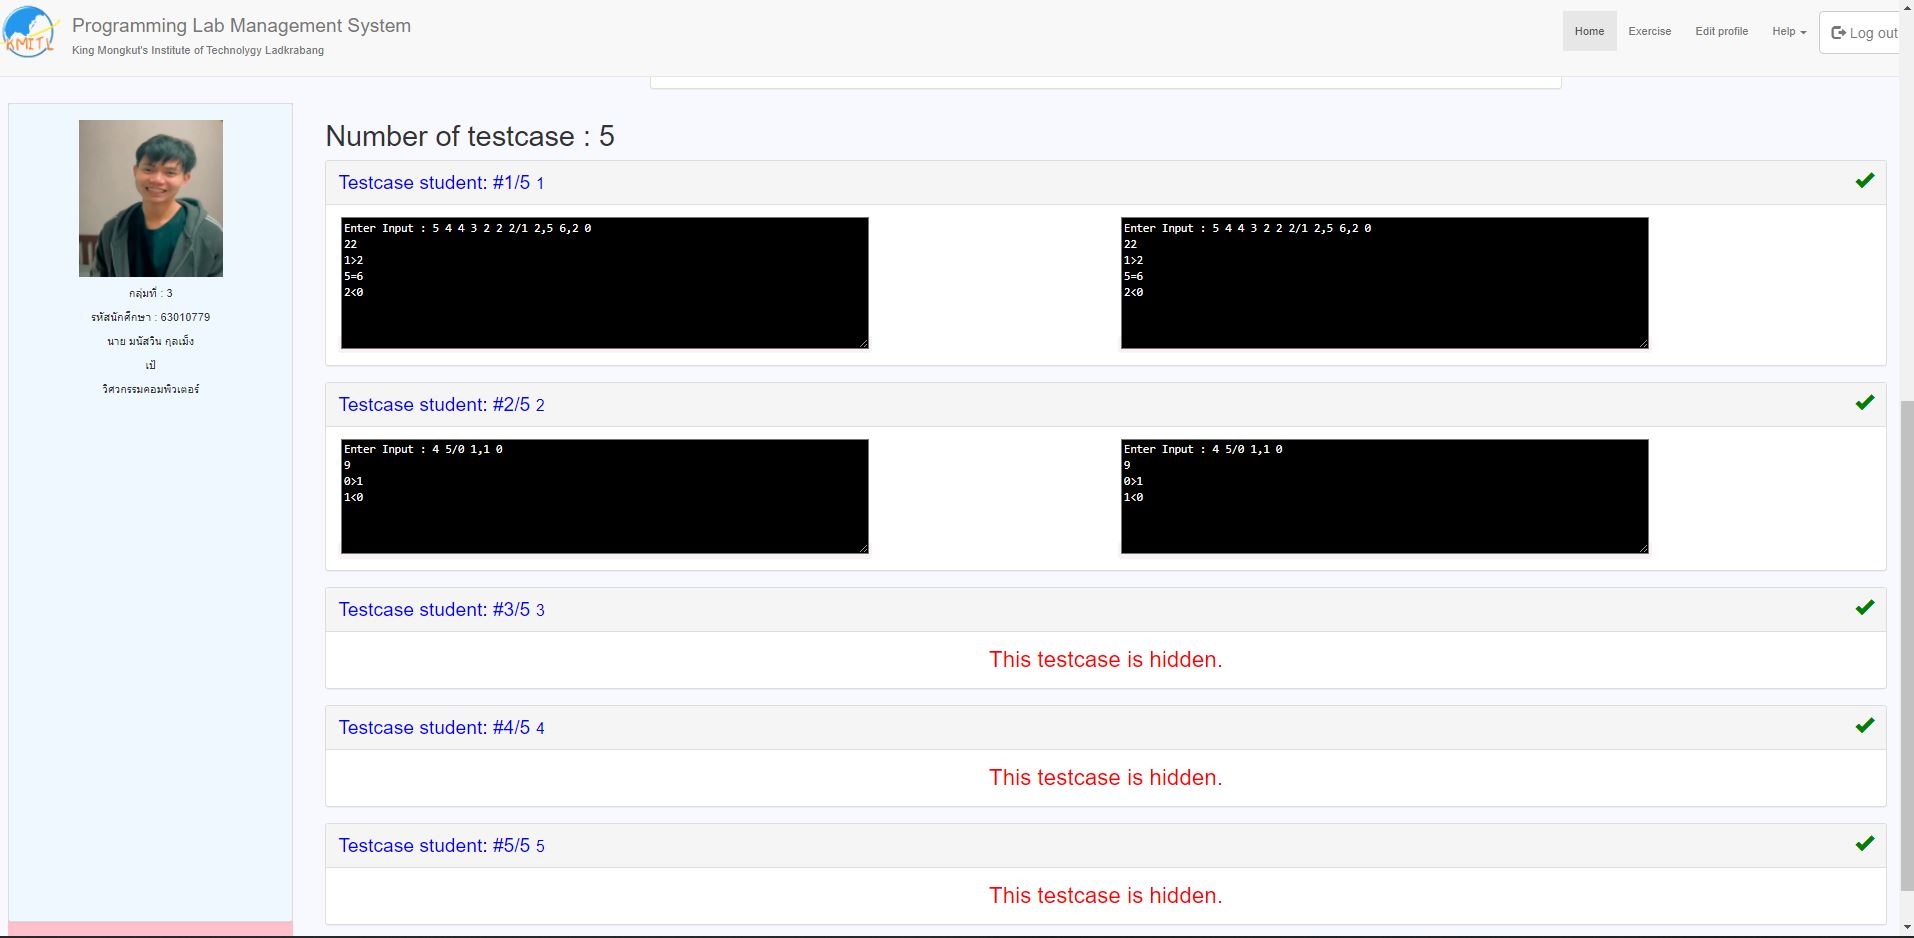 KMITL
Programming Lab Management System
King Mongkut's Institute of Technolygy Ladkrabang
Home
Exercise
Edit profile
Help
Log out
กลุ่มที่ : 3
รหัสนักศึกษา : 63010779
นาย มนัสวิน กุลเม็ง
เป้
วิศวกรรมคอมพิวเตอร์
Number of testcase : 5
Testcase student: #1/5 1
Enter Input : 5 4 4 3 2 2 2/1 2,5 6,2 0
22
1>2
5=6
2<0
Enter Input : 5 4 4 3 2 2 2/1 2,5 6,2 0
22
1>2
5=6
2<0
Testcase student: #2/5 2
Enter Input : 4 5/0 1,1 0
9
0>1
1<0
Enter Input : 4 5/0 1,1 0
9
0>1
1<0
Testcase student: #3/5 3
This testcase is hidden.
Testcase student: #4/5 4
This testcase is hidden.
Testcase student: #5/5 5
This testcase is hidden.